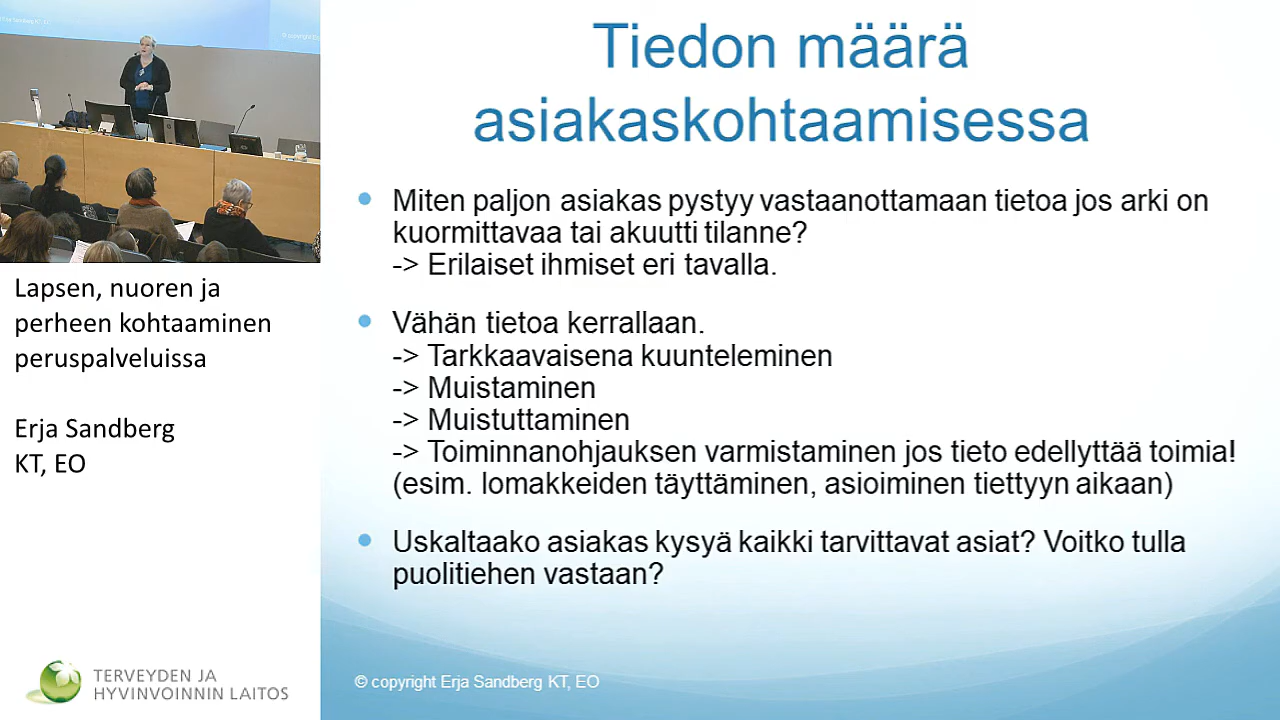 Tiedon määrä
asiakaskohtaamisessa
Miten paljon asiakas pystyy vastaanottamaan tietoa jos arki on
kuormittavaa tai akuutti tilanne?
-> Erilaiset ihmiset eri tavalla.
Vähän tietoa kerrallaan.
-> Tarkkaavaisena kuunteleminen
-> Muistaminen
-> Muistuttaminen
-> Toiminnanohjauksen varmistaminen jos tieto edellyttää toimia!
(esim. lomakkeiden täyttäminen, asioiminen tiettyyn aikaan)
Uskaltaako asiakas kysyä kaikki tarvittavat asiat? Voitko tulla
puolitiehen vastaan?
© copyright Erja Sandberg KT, EO
Lapsen, nuoren ja
perheen kohtaaminen
peruspalveluissa
Erja Sandberg
KT, EO
TERVEYDEN JA
HYVINVOINNIN LAITOS